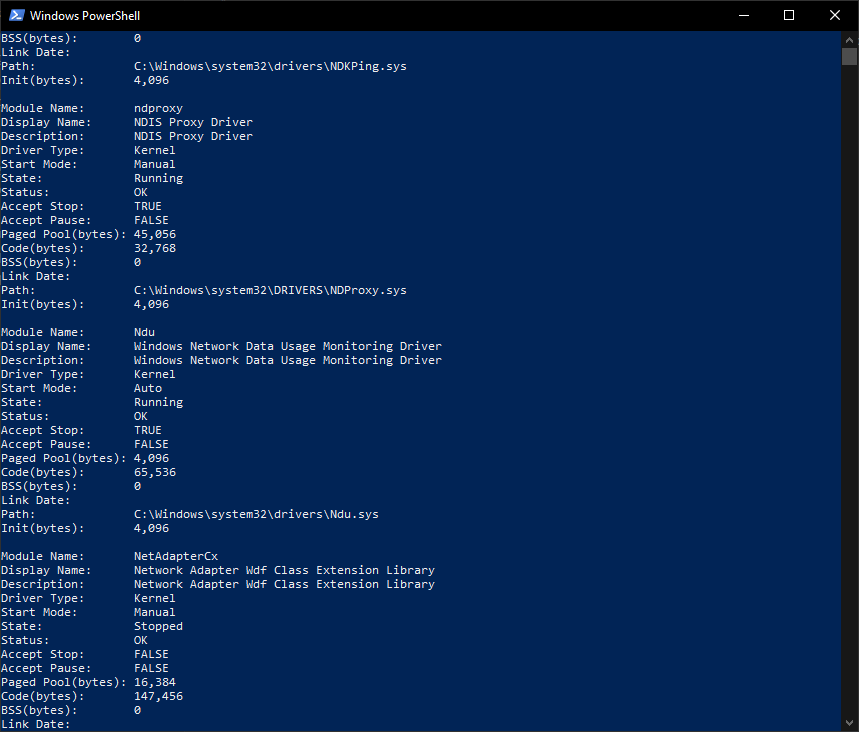 Windows PowerShell
BSS(bytes): 0
Link Date:
Path: C:\Windows\system32\drivers\NDKPing.sys
Init(bytes): 4,096
Module Name: ndproxy
Display Name: NDIS Proxy Driver
Description: NDIS Proxy Driver
Driver Type: Kernel
Start Mode: Manual
State: Running
Status: OK
Accept Stop: TRUE
Accept Pause: FALSE
Paged Pool(bytes): 45,056
Code(bytes): 32,768
BSS(bytes): 0
Link Date:
Path: C:\Windows\system32\DRIVERS\NDProxy.sys
Init(bytes): 4,096
Module Name: Ndu
Display Name: Windows Network Data Usage Monitoring Driver
Description: Windows Network Data Usage Monitoring Driver
Driver Type: Kernel
Start Mode: Auto
State: Running
Status: OK
Accept Stop: TRUE
Accept Pause: FALSE
Paged Pool(bytes): 4,096
Code(bytes): 65,536
BSS(bytes): 0
Link Date:
Path: C:\Windows\system32\drivers\Ndu.sys
Init(bytes): 4,096
Module Name: NetAdapterCx
Display Name: Network Adapter Wdf Class Extension Library
Description: Network Adapter Wdf Class Extension Library
Driver Type: Kernel
Start Mode: Manual
State: Stopped
Status: OK
Accept Stop: FALSE
Accept Pause: FALSE
Paged Pool(bytes): 16,384
Code(bytes): 147,456
BSS(bytes): 0
Link Date: